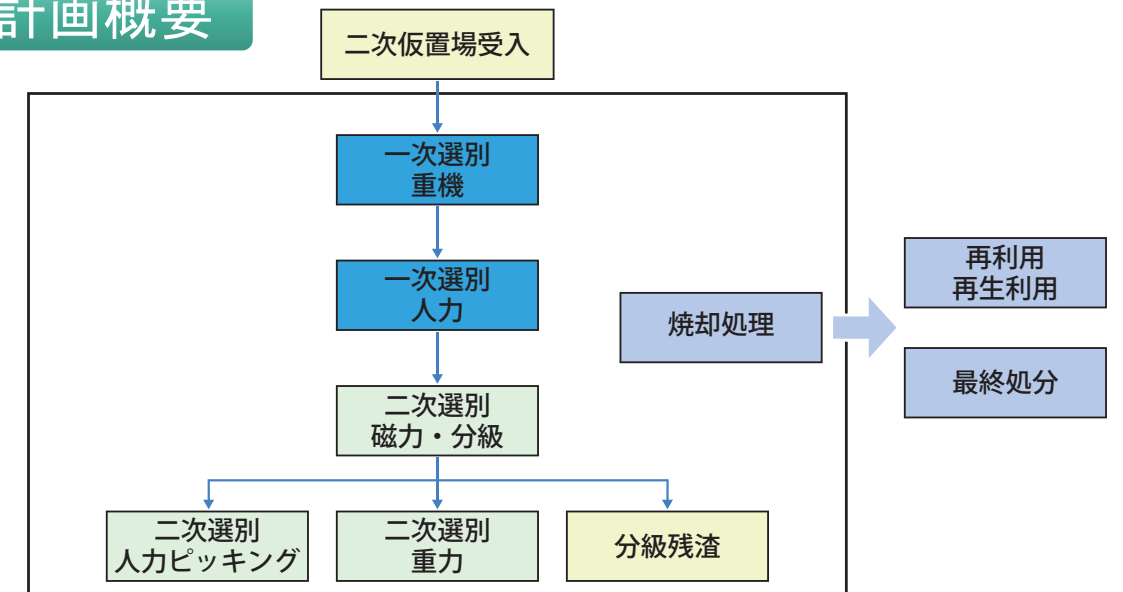 計画概要
二次仮置場受入
一次選別
重機
一次選別
人力
焼却処理
再利用
再生利用
最終処分
二次選別
磁力・分級
二次選別
人力ピッキング
二次選別
重力
分級残渣